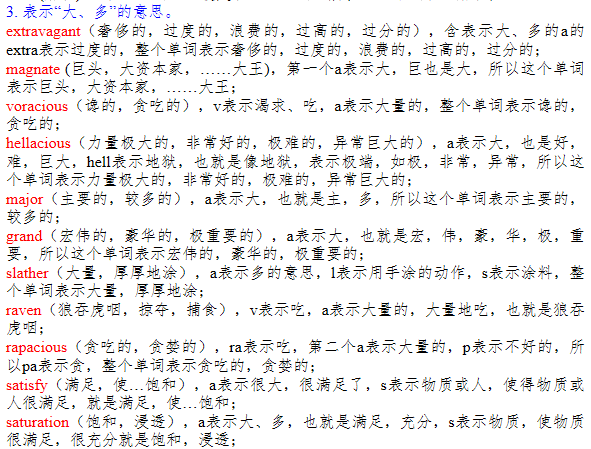 3. 表示“大、多”的意思。
extravagant（奢侈的，过度的，浪费的，过高的，过分的），含表示大、多的a的
extra表示过度的，整个单词表示奢侈的，过度的，浪费的，过高的，过分的；
magnate (巨头，大资本家，……大王)，第一个a表示大，巨也是大，所以这个单词
表示巨头，大资本家，……大王；
voracious（谗的，贪吃的），v表示渴求、吃，a表示大量的，整个单词表示谗的，
贪吃的；
hellacious（力量极大的，非常好的，极难的，异常巨大的），a表示大，也是好，
难，巨大，hell表示地狱，也就是像地狱，表示极端，如极，非常，异常，所以这
个单词表示力量极大的，非常好的，极难的，异常巨大的；
major（主要的，较多的），a表示大，也就是主，多，所以这个单词表示主要的，
较多的；
grand（宏伟的，豪华的，极重要的），a表示大，也就是宏，伟，豪，华，极，重
要，所以这个单词表示宏伟的，豪华的，极重要的；
slather（大量，厚厚地涂），a表示多的意思，l表示用手涂的动作，s表示涂料，整
个单词表示大量，厚厚地涂；
raven（狼吞虎咽，掠夺，捕食），v表示吃，a表示大量的，大量地吃，也就是狼吞
虎咽；
rapacious（贪吃的，贪婪的），ra表示吃，第二个a表示大量的，p表示不好的，所
以pa表示贪，整个单词表示贪吃的，贪婪的；
satisfy（满足，使…饱和），a表示很大，很满足了，s表示物质或人，使得物质或
人很满足，就是满足，使…饱和；
saturation（饱和，浸透），a表示大、多，也就是满足，充分，s表示物质，使物质
很满足，很充分就是饱和，浸透；